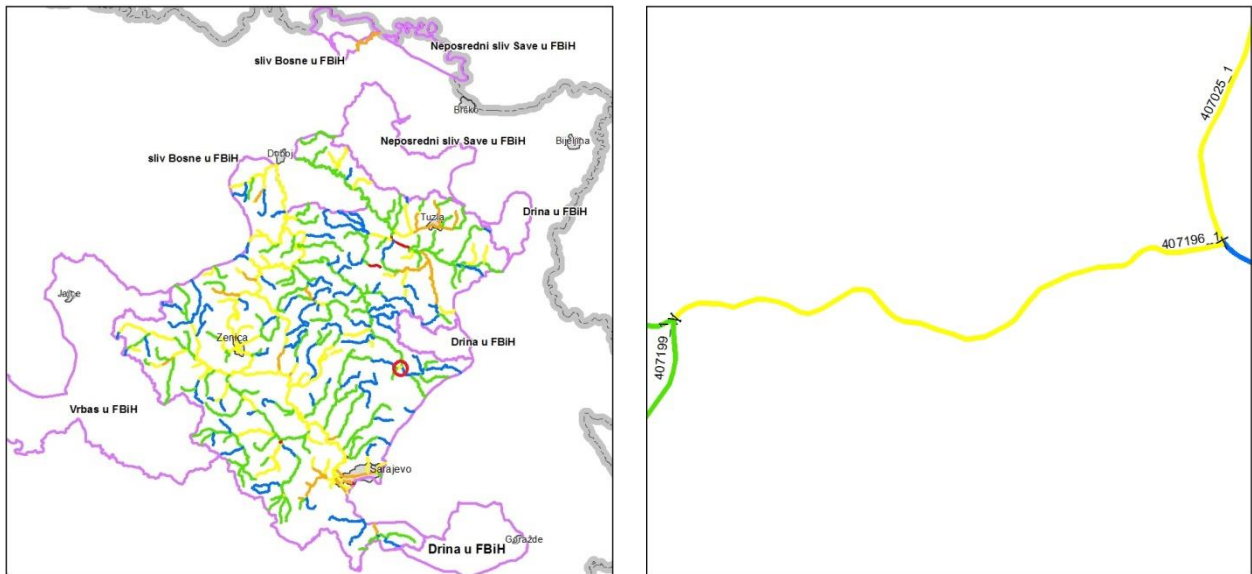 Neposredni sliv Save u FBiH
sliv Bosne u FBiH
Brčko
Neposredni sliv Save u FBiH
Bijeljina
sliv Bosne u FBiH
Doboj
Tuzla
Drina u FBiH
Jajce
Zenica
Drina u FBiH
Vrbas u FBiH
Sarajevo
Goražde
Drina u FBiH
407025_1
407196_1
407199_1